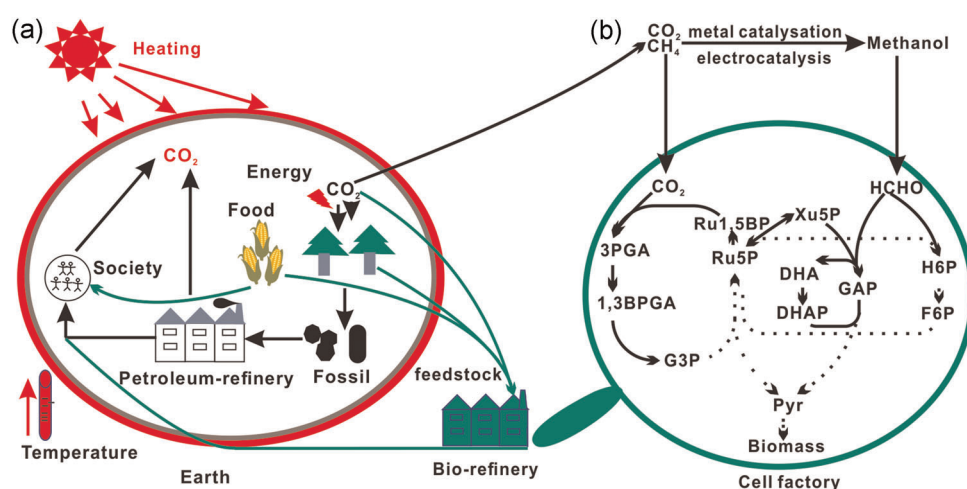 (a)
Heating
CO2
Energy
CO2
Food
Society
Petroleum-refinery
Fossil
feedstock
Temperature
Earth
Bio-refinery
(b)
CO2
CH4
metal catalysation
electrocatalysis
Methanol
CO2
HCHO
Ru1,5BP
Xu5P
3PGA
Ru5P
DHA
GAP
H6P
1,3BPGA
DHAP
F6P
G3P
Pyr
Biomass
Cell factory